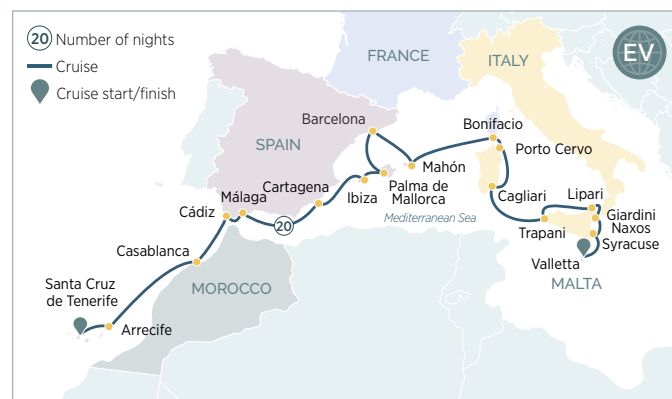 20 Number of nights
Cruise
Cruise start/finish
EV
FRANCE
ITALY
SPAIN
Barcelona
Bonifacio
Porto Cervo
Mahón
Cartagena
Ibiza
Palma de
Mallorca
Málaga
Cádiz
20
Mediterranean Sea
Cagliari
Lipari
Giardini
Naxos
Trapani
Syracuse
Valletta
MALTA
Casablanca
MOROCCO
Santa Cruz
de Tenerife
Arrecife